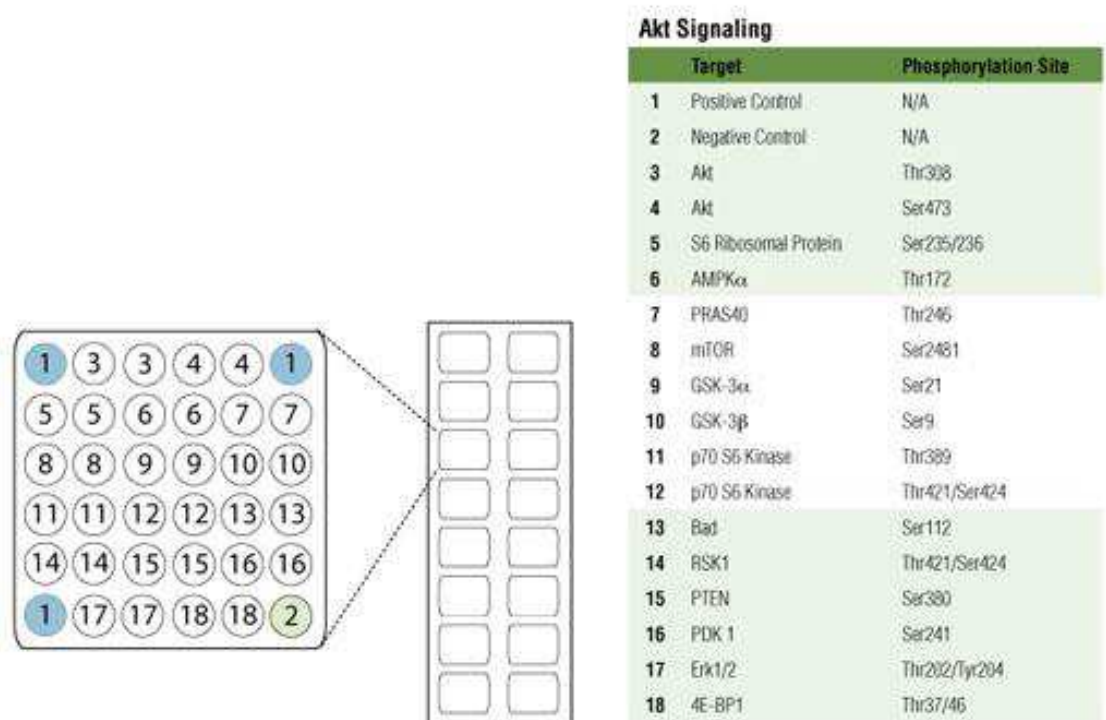 Akt Signaling
Target Phosphorylation Site
1 Positive Control N/A
2 Negative Control N/A
3 Akt Thr308
4 Akt Ser473
5 S6 Ribosomal Protein Ser235/236
6 AMPKα Thr172
7 PRAS40 Thr246
8 mTOR Ser2481
9 GSK-3α Ser21
10 GSK-3β Ser9
11 p70 S6 Kinase Thr389
12 p70 S6 Kinase Thr421/Ser424
13 Bad Ser112
14 RSK1 Thr421/Ser424
15 PTEN Ser380
16 PDK 1 Ser241
17 Erk1/2 Thr202/Tyr204
18 4E-BP1 Thr37/46
1 3 3 4 4 1
5 5 6 6 7 7
8 8 9 9 10 10
11 11 12 12 13 13
14 14 15 15 16 16
1 17 17 18 18 2